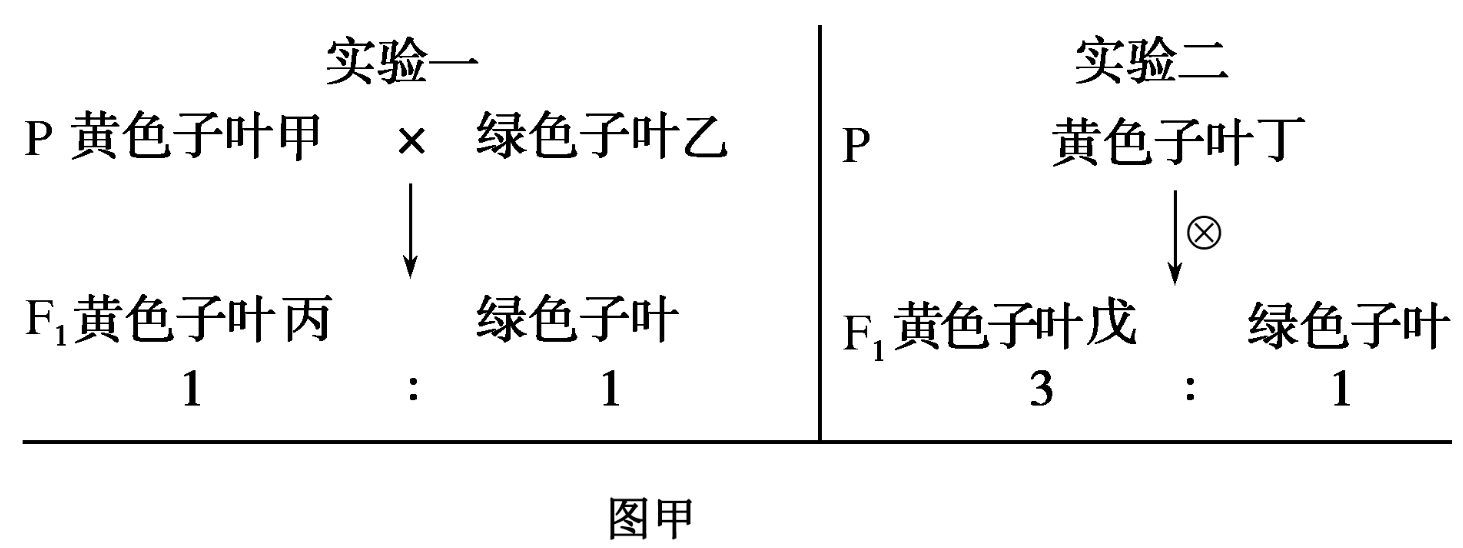 实验一
P 黄色子叶甲 × 绿色子叶乙
F₁黄色子叶丙 绿色子叶
1 : 1
实验二
P 黄色子叶丁
⊗
F₁黄色子叶戊 绿色子叶
3 : 1
图甲